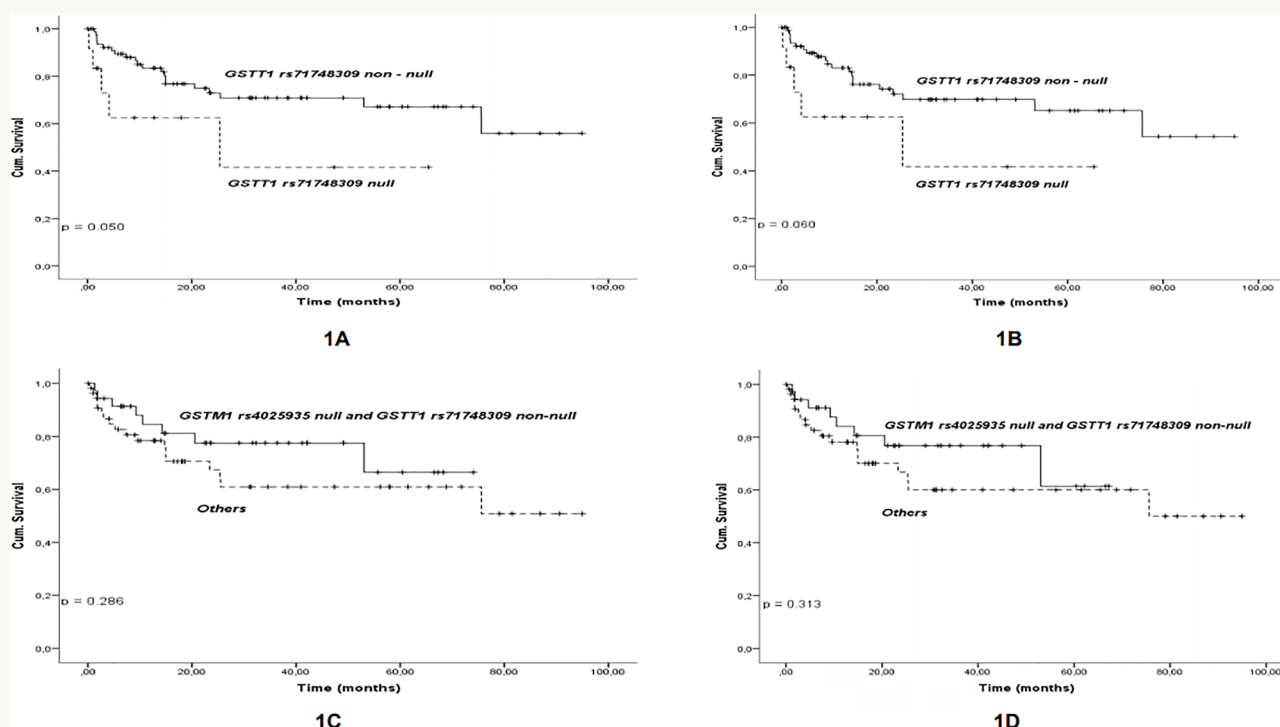 1,0
0,8
0,6
0,4
0,2
0,0
Cum. Survival
GSTT1 rs71748309 non - null
GSTT1 rs71748309 null
p = 0.050
,00 20,00 40,00 60,00 80,00 100,00
Time (months)
1A
1,0
0,8
0,6
0,4
0,2
0,0
Cum. Survival
GSTT1 rs71748309 non - null
GSTT1 rs71748309 null
p = 0.060
,00 20,00 40,00 60,00 80,00 100,00
Time (months)
1B
1,0
0,8
0,6
0,4
0,2
0,0
Cum. Survival
GSTM1 rs4025935 null and GSTT1 rs71748309 non-null
Others
p = 0.286
,00 20,00 40,00 60,00 80,00 100,00
Time (months)
1C
1,0
0,8
0,6
0,4
0,2
0,0
Cum. Survival
GSTM1 rs4025935 null and GSTT1 rs71748309 non-null
Others
p = 0.313
,00 20,00 40,00 60,00 80,00 100,00
Time (months)
1D